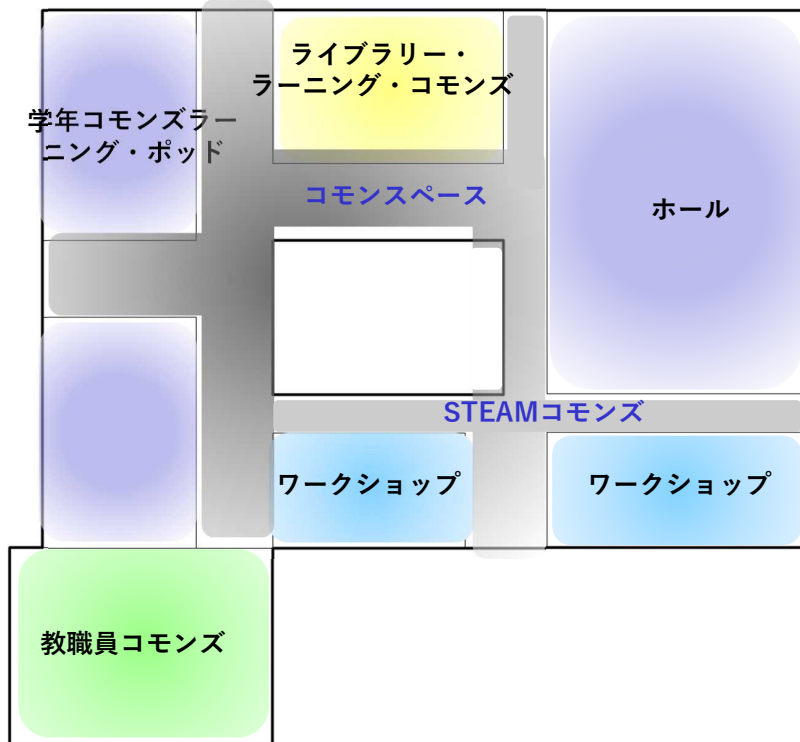 ライブラリー・
ラーニング・コモンズ
学年コモンズラー
ニング・ポッド
コモンスペース
ホール
STEAMコモンズ
ワークショップ
ワークショップ
教職員コモンズ